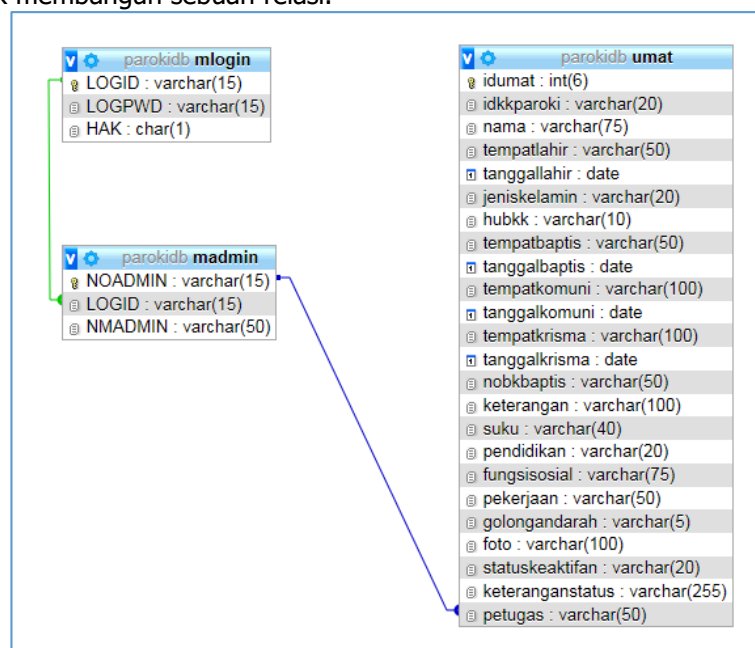 membangun sebuah relasi.
parokidb mlogin
LOGID : varchar(15)
LOGPWD : varchar(15)
HAK : char(1)
parokidb madmin
NOADMIN : varchar(15)
LOGID : varchar(15)
NMADMIN : varchar(50)
parokidb umat
idumat : int(6)
idkkparoki : varchar(20)
nama : varchar(75)
tempatlahir : varchar(50)
tanggallahir : date
jeniskelamin : varchar(20)
hubkk : varchar(10)
tempatbaptis : varchar(50)
tanggalbaptis : date
tempatkomuni : varchar(100)
tanggalkomuni : date
tempatkrisma : varchar(100)
tanggalkrisma : date
nobkbaptis : varchar(50)
keterangan : varchar(100)
suku : varchar(40)
pendidikan : varchar(20)
fungsisosial : varchar(75)
pekerjaan : varchar(50)
golongandarah : varchar(5)
foto : varchar(100)
statuskeaktifan : varchar(20)
keteranganstatus : varchar(255)
petugas : varchar(50)